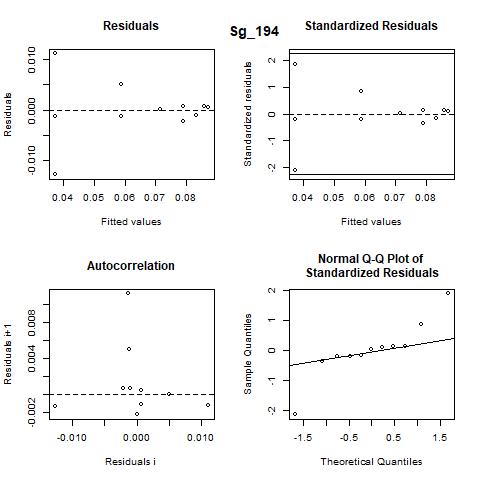 Sg_194
Residuals
Residuals
-0.010 0.000 0.010
0.04 0.05 0.06 0.07 0.08
Fitted values
Standardized Residuals
Standardized residuals
-2 -1 0 1 2
0.04 0.05 0.06 0.07 0.08
Fitted values
Autocorrelation
Residuals i+1
-0.002 0.004 0.008
-0.010 0.000 0.010
Residuals i
Normal Q-Q Plot of
Standardized Residuals
Sample Quantiles
-2 -1 0 1 2
-1.5 -0.5 0.5 1.5
Theoretical Quantiles